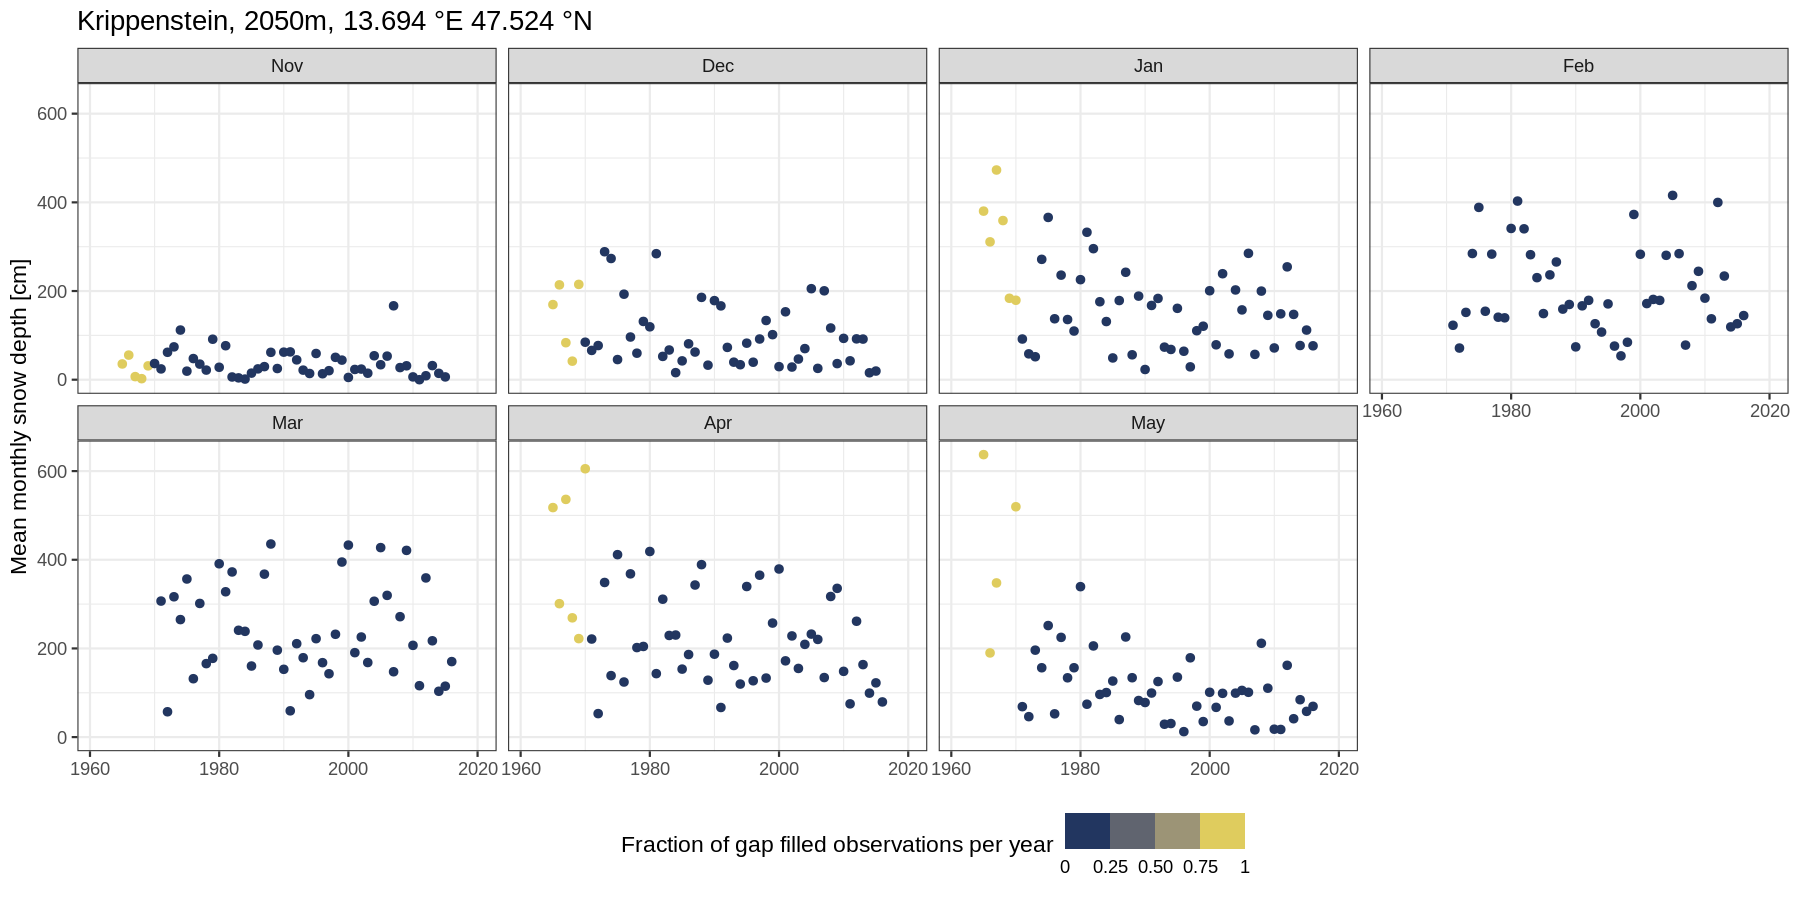 Krippenstein, 2050m, 13.694 °E 47.524 °N
Nov
Dec
Jan
Feb
600
400
200
0
1960
1980
2000
2020
Mar
Apr
May
600
400
200
0
1960
1980
2000
2020
1960
1980
2000
2020
1960
1980
2000
2020
Mean monthly snow depth [cm]
Fraction of gap filled observations per year
0
0.25
0.50
0.75
1